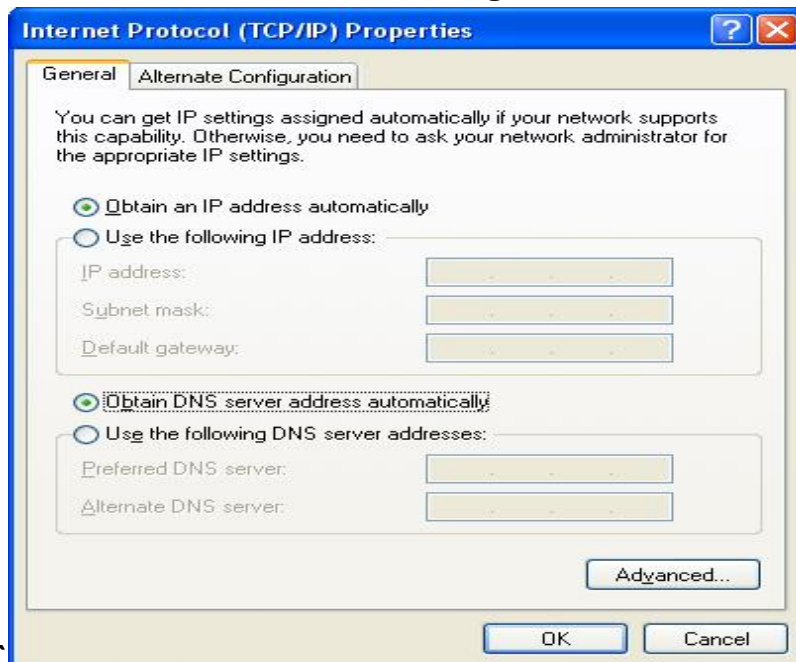 Internet Protocol (TCP/IP) Properties
General
Alternate Configuration
You can get IP settings assigned automatically if your network supports
this capability. Otherwise, you need to ask your network administrator for
the appropriate IP settings.
Obtain an IP address automatically
Use the following IP address:
IP address:
Subnet mask:
Default gateway:
Obtain DNS server address automatically
Use the following DNS server addresses:
Preferred DNS server:
Alternate DNS server:
Advanced...
OK
Cancel